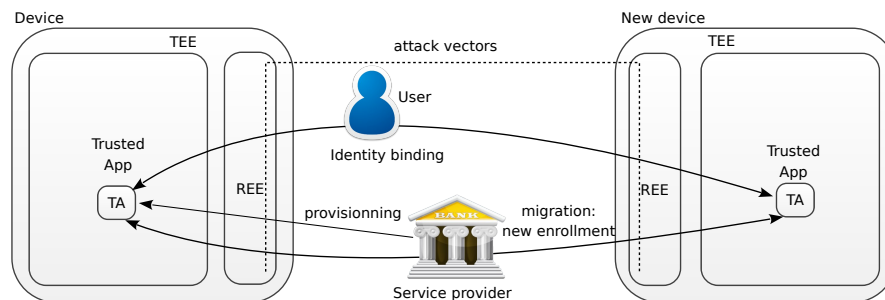 Device
New device
TEE
TEE
attack vectors
User
Identity binding
Trusted
App
Trusted
App
REE
REE
TA
TA
provisionning
migration:
new enrollment
BANK
Service provider